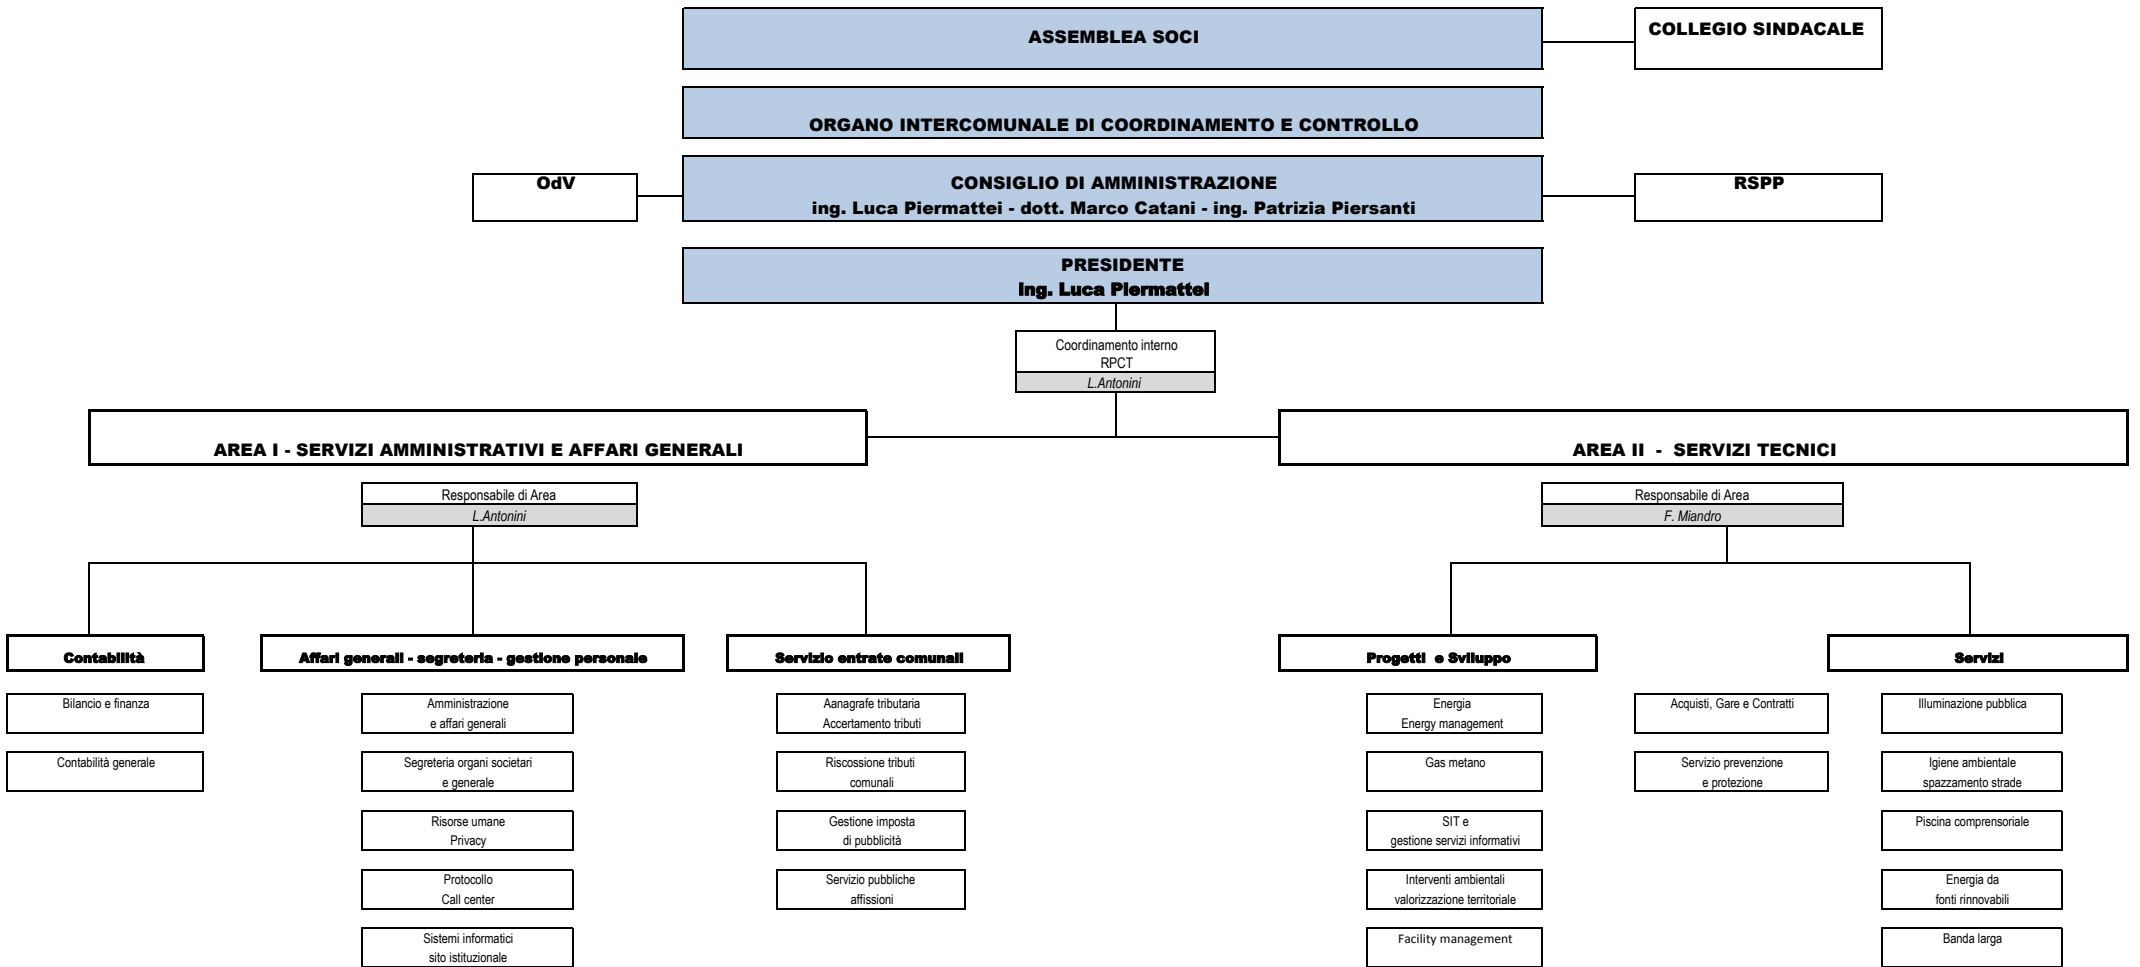 ASSEMBLEA SOCI
COLLEGIO SINDACALE
ORGANO INTERCOMUNALE DI COORDINAMENTO E CONTROLLO
OdV
CONSIGLIO DI AMMINISTRAZIONE
ing. Luca Piermattei - dott. Marco Catani - ing. Patrizia Piersanti
RSPP
PRESIDENTE
ing. Luca Piermattei
Coordinamento interno
RPCT
L.Antonini
AREA I - SERVIZI AMMINISTRATIVI E AFFARI GENERALI
AREA II - SERVIZI TECNICI
Responsabile di Area
L.Antonini
Responsabile di Area
F. Miandro
Contabilità
Affari generali - segreteria - gestione personale
Servizio entrate comunali
Progetti e Sviluppo
Servizi
Bilancio e finanza
Contabilità generale
Amministrazione
e affari generali
Segreteria organi societari
e generale
Risorse umane
Privacy
Protocollo
Call center
Sistemi informatici
sito istituzionale
Aanagrafe tributaria
Accertamento tributi
Riscossione tributi
comunali
Gestione imposta
di pubblicità
Servizio pubbliche
affissioni
Energia
Energy management
Gas metano
SIT e
gestione servizi informativi
Interventi ambientali
valorizzazione territoriale
Facility management
Acquisti, Gare e Contratti
Servizio prevenzione
e protezione
Illuminazione pubblica
Igiene ambientale
spazzamento strade
Piscina comprensoriale
Energia da
fonti rinnovabili
Banda larga